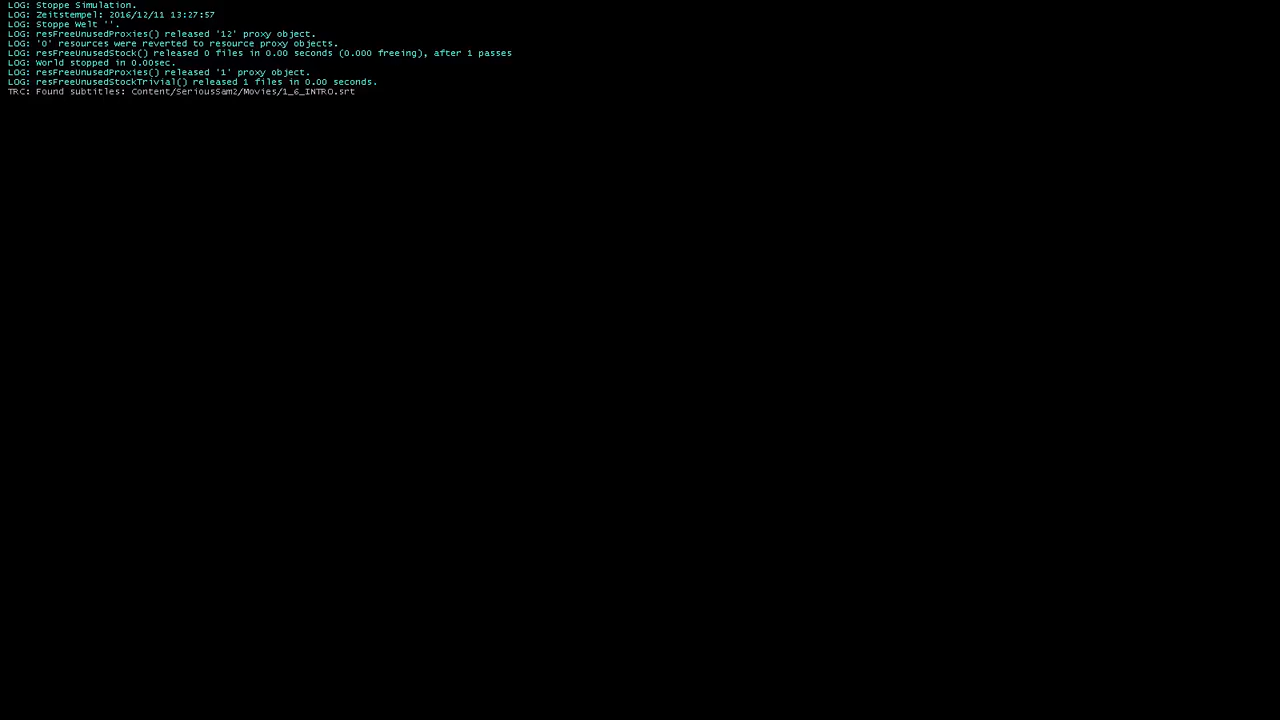 LOG: Stoppe Simulation.
LOG: Zeitstempel: 2016/12/11 13:27:57
LOG: Stoppe Welt ''.
LOG: resFreeUnusedProxies() released '12' proxy object.
LOG: '0' resources were reverted to resource proxy objects.
LOG: resFreeUnusedStock() released 0 files in 0.00 seconds (0.000 freeing), after 1 passes
LOG: World stopped in 0.00sec.
LOG: resFreeUnusedProxies() released '1' proxy object.
LOG: resFreeUnusedStockTrivial() released 1 files in 0.00 seconds.
TRC: Found subtitles: Content/SeriousSam2/Movies/1_6_INTRO.srt